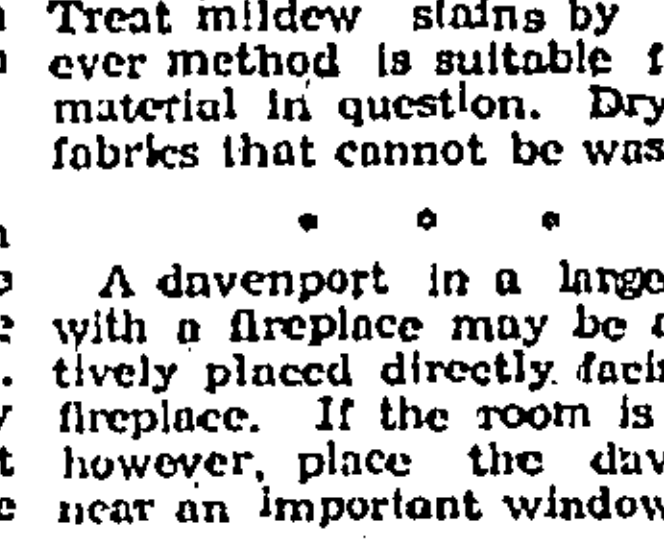 Treat mildew stains by
ever method is suitable f
material in question. Dry
fabrics that cannot be was
A davenport in a large
with a fireplace may be a
tively placed directly facin
fireplace. If the room is
however, place the dav
near an important window